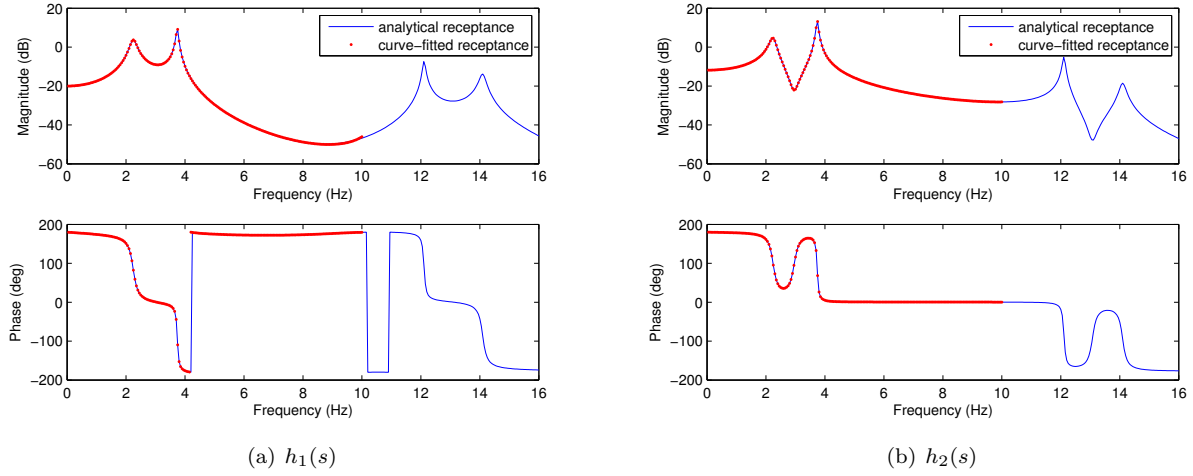 20
0
−20
−40
−60
Magnitude (dB)
0 2 4 6 8 10 12 14 16
Frequency (Hz)
analytical receptance
curve−fitted receptance
200
100
0
−100
−200
Phase (deg)
0 2 4 6 8 10 12 14 16
Frequency (Hz)
(a) h1(s)
20
0
−20
−40
−60
Magnitude (dB)
0 2 4 6 8 10 12 14 16
Frequency (Hz)
analytical receptance
curve−fitted receptance
200
100
0
−100
−200
Phase (deg)
0 2 4 6 8 10 12 14 16
Frequency (Hz)
(b) h2(s)